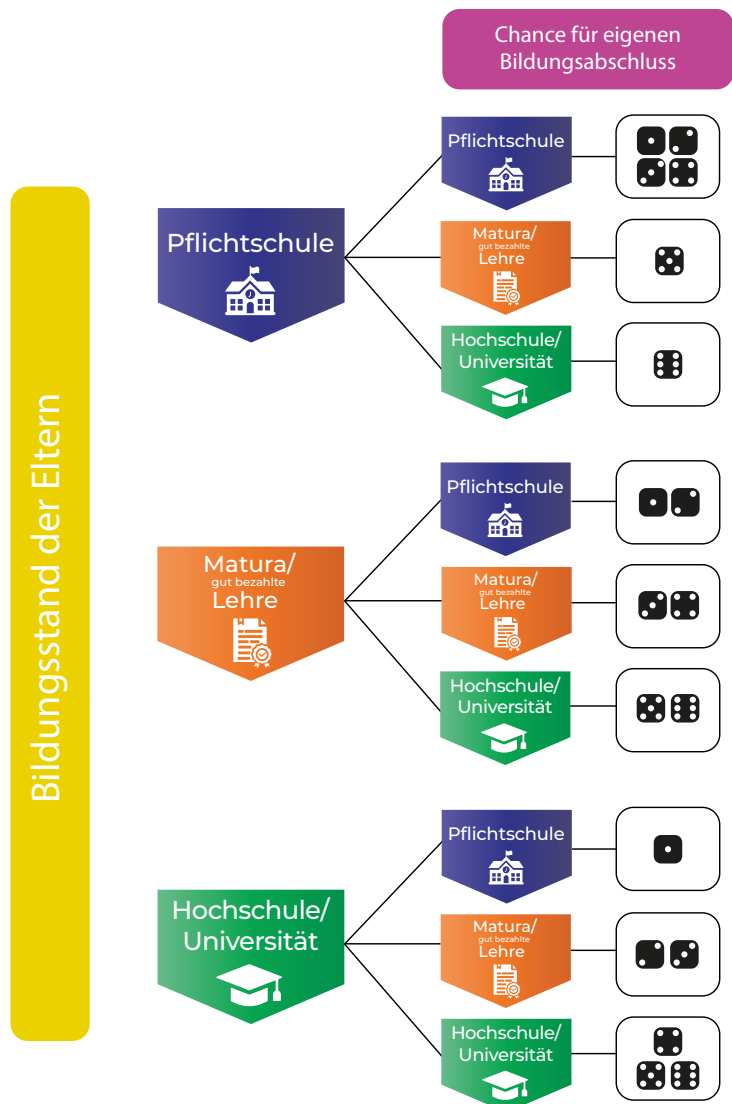 Chance für eigenen
Bildungsabschluss
Bildungsstand der Eltern
Pflichtschule
Pflichtschule
Matura/
gut bezahlte
Lehre
Hochschule/
Universität
Matura/
gut bezahlte
Lehre
Pflichtschule
Matura/
gut bezahlte
Lehre
Hochschule/
Universität
Hochschule/
Universität
Pflichtschule
Matura/
gut bezahlte
Lehre
Hochschule/
Universität